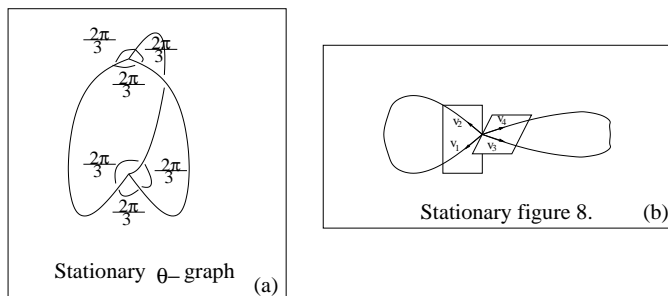 2π/3
2π/3
2π/3
2π/3
2π/3
2π/3
Stationary θ– graph
(a)
v₂
v₄
v₁
v₃
Stationary figure 8.
(b)